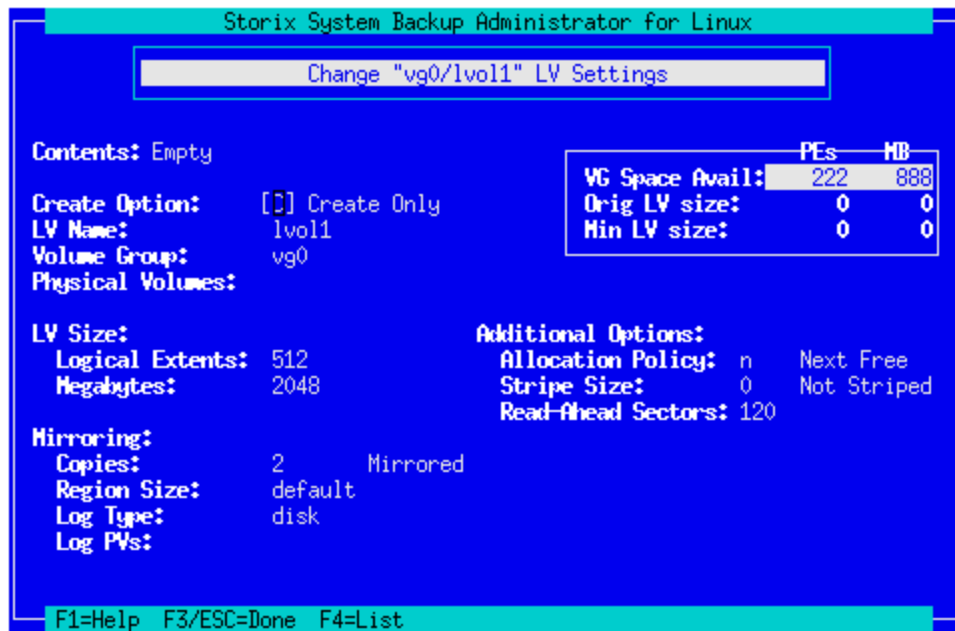 Storix System Backup Administrator for Linux
Change "vg0/lvol1" LV Settings
Contents: Empty
PEs MB
VG Space Avail: 222 888
Orig LV size: 0 0
Min LV size: 0 0
Create Option: [ ] Create Only
LV Name: lvol1
Volume Group: vg0
Physical Volumes:
LV Size:
Logical Extents: 512
Megabytes: 2048
Additional Options:
Allocation Policy: n Next Free
Stripe Size: 0 Not Striped
Read-Ahead Sectors: 120
Mirroring:
Copies: 2 Mirrored
Region Size: default
Log Type: disk
Log PVs:
F1=Help F3/ESC=Done F4=List